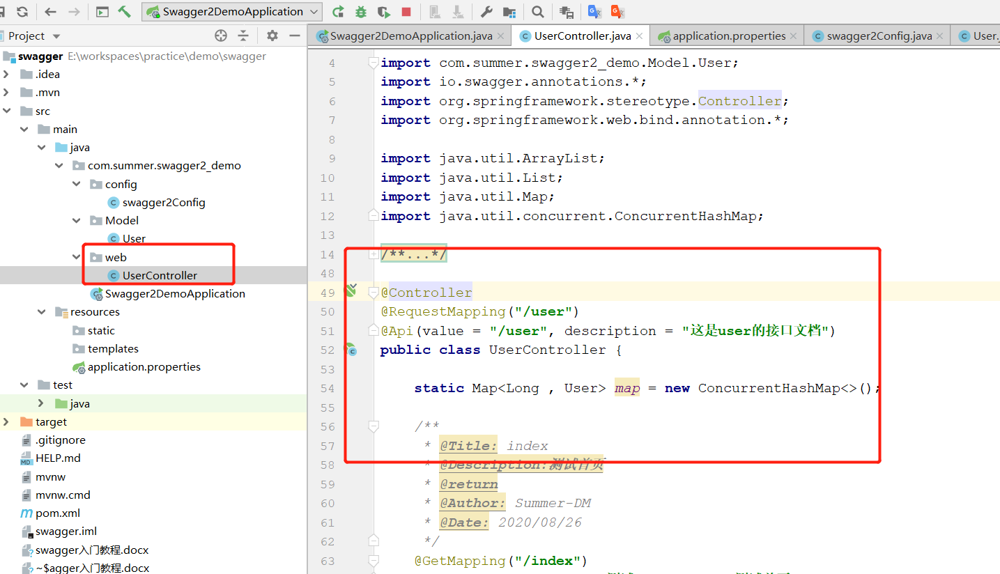 Swagger2DemoApplication
Project
Swagger2DemoApplication.java
UserController.java
application.properties
swagger2Config.java
User.
swagger E:\workspaces\practice\demo\swagger
.idea
.mvn
src
main
java
com.summer.swagger2_demo
config
swagger2Config
Model
User
web
UserController
Swagger2DemoApplication
resources
static
templates
application.properties
test
java
target
.gitignore
HELP.md
mvnw
mvnw.cmd
pom.xml
swagger.iml
swagger入门教程.docx
~$agger入门教程.docx
4 import com.summer.swagger2_demo.Model.User;
5 import io.swagger.annotations.*;
6 import org.springframework.stereotype.Controller;
7 import org.springframework.web.bind.annotation.*;
8
9 import java.util.ArrayList;
10 import java.util.List;
11 import java.util.Map;
12 import java.util.concurrent.ConcurrentHashMap;
13
14 /**...*/
48
49 @Controller
50 @RequestMapping("/user")
51 @Api(value = "/user", description = "这是user的接口文档")
52 public class UserController {
53
54 static Map<Long , User> map = new ConcurrentHashMap<>();
55
56 /**
57 * @Title: index
58 * @Description:测试首页
59 * @return
60 * @Author: Summer-DM
61 * @Date: 2020/08/26
62 */
63 @GetMapping("/index")